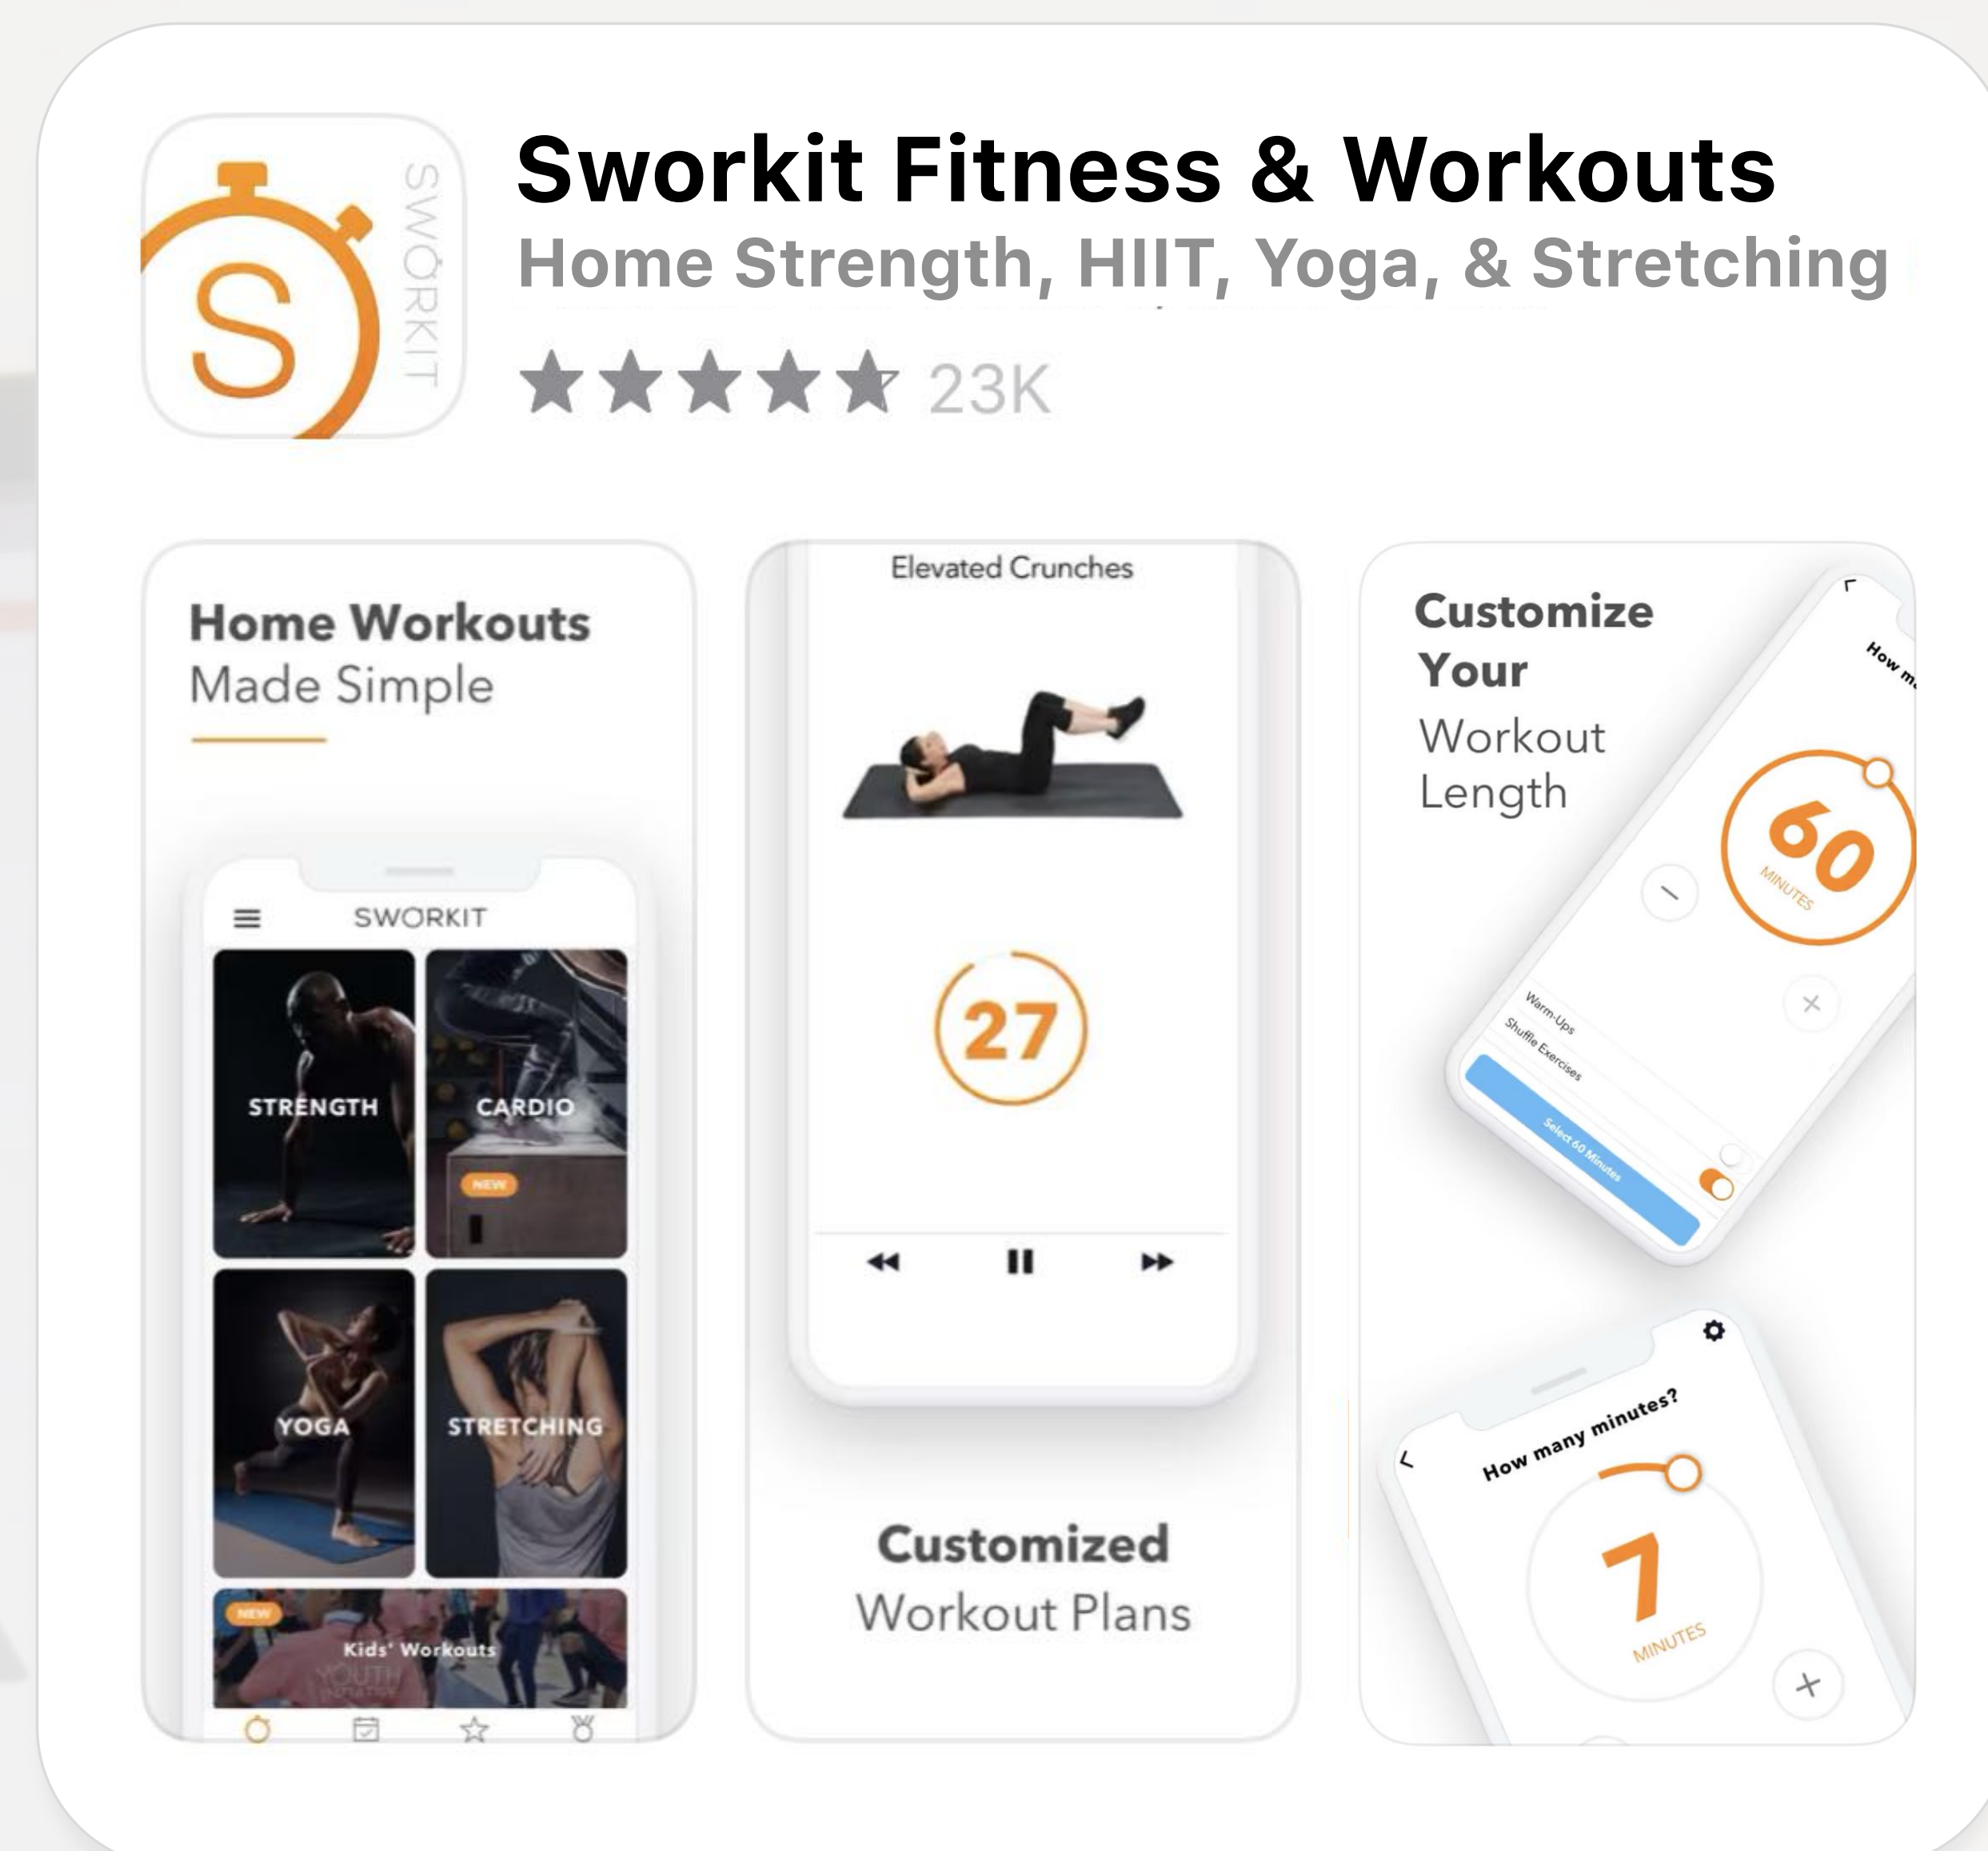 SWORKIT
Sworkit Fitness & Workouts
Home Strength, HIIT, Yoga, & Stretching
23K
S
Home Workouts
Made Simple
SWORKIT
STRENGTH
CARDIO
NEW
YOGA
STRETCHING
NEW
Kids' Workouts
YOUTH
Elevated Crunches
27
Customized
Workout Plans
Customize
Your
Workout
Length
How m
60
MINUTES
Warm-Ups
Shuffle Exercises
Select 60 Minutes
How many minutes?
7
MINUTES